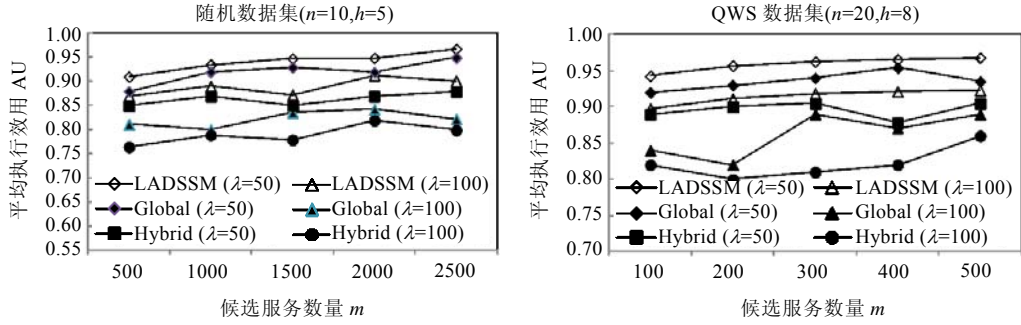 随机数据集(n=10,h=5)
平均执行效用 AU
1.00
0.95
0.90
0.85
0.80
0.75
0.70
0.65
0.60
0.55
LADSSM (λ=50)
LADSSM (λ=100)
Global (λ=50)
Global (λ=100)
Hybrid (λ=50)
Hybrid (λ=100)
500
1000
1500
2000
2500
候选服务数量 m
QWS 数据集(n=20,h=8)
平均执行效用 AU
1.00
0.95
0.90
0.85
0.80
0.75
0.70
LADSSM (λ=50)
LADSSM (λ=100)
Global (λ=50)
Global (λ=100)
Hybrid (λ=50)
Hybrid (λ=100)
100
200
300
400
500
候选服务数量 m